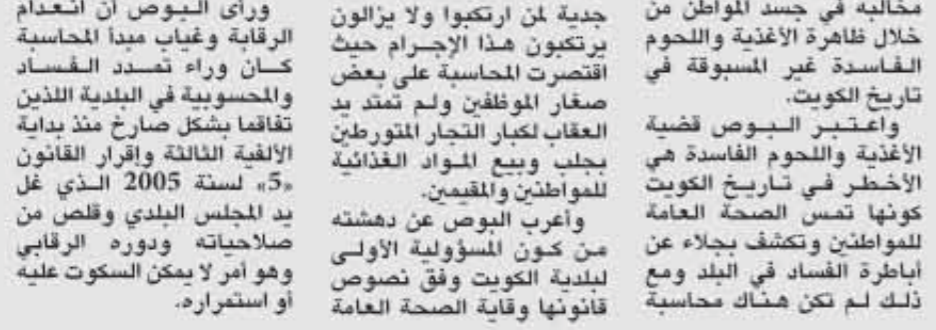 مخالبه في جسد المواطن من
خلال ظاهرة الأغذية واللحوم
الفاسدة غير المسبوقة في
تاريخ الكويت.
واعتبر البوص قضية
الأغذية واللحوم الفاسدة هي
الأخطر في تاريخ الكويت
كونها تمس الصحة العامة
للمواطنين وتكشف بجلاء عن
أباطرة الفساد في البلد ومع
ذلك لم تكن هناك محاسبة
جدية لمن ارتكبوا ولا يزالون
يرتكبون هذا الإجرام حيث
اقتصرت المحاسبة على بعض
صغار الموظفين ولم تمتد يد
العقاب لكبار التجار المتورطين
بجلب وبيع المواد الغذائية
للمواطنين والمقيمين.
وأعرب البوص عن دهشته
من كون المسؤولية الأولى
لبلدية الكويت وفق نصوص
قانونها وقاية الصحة العامة
ورأى البوص أن انعدام
الرقابة وغياب مبدأ المحاسبة
كان وراء تمدد الفساد
والمحسوبية في البلدية اللذين
تفاقما بشكل صارخ منذ بداية
الألفية الثالثة وإقرار القانون
«5» لسنة 2005 الذي غل
يد المجلس البلدي وقلص من
صلاحياته ودوره الرقابي
وهو أمر لا يمكن السكوت عليه
أو استمراره.